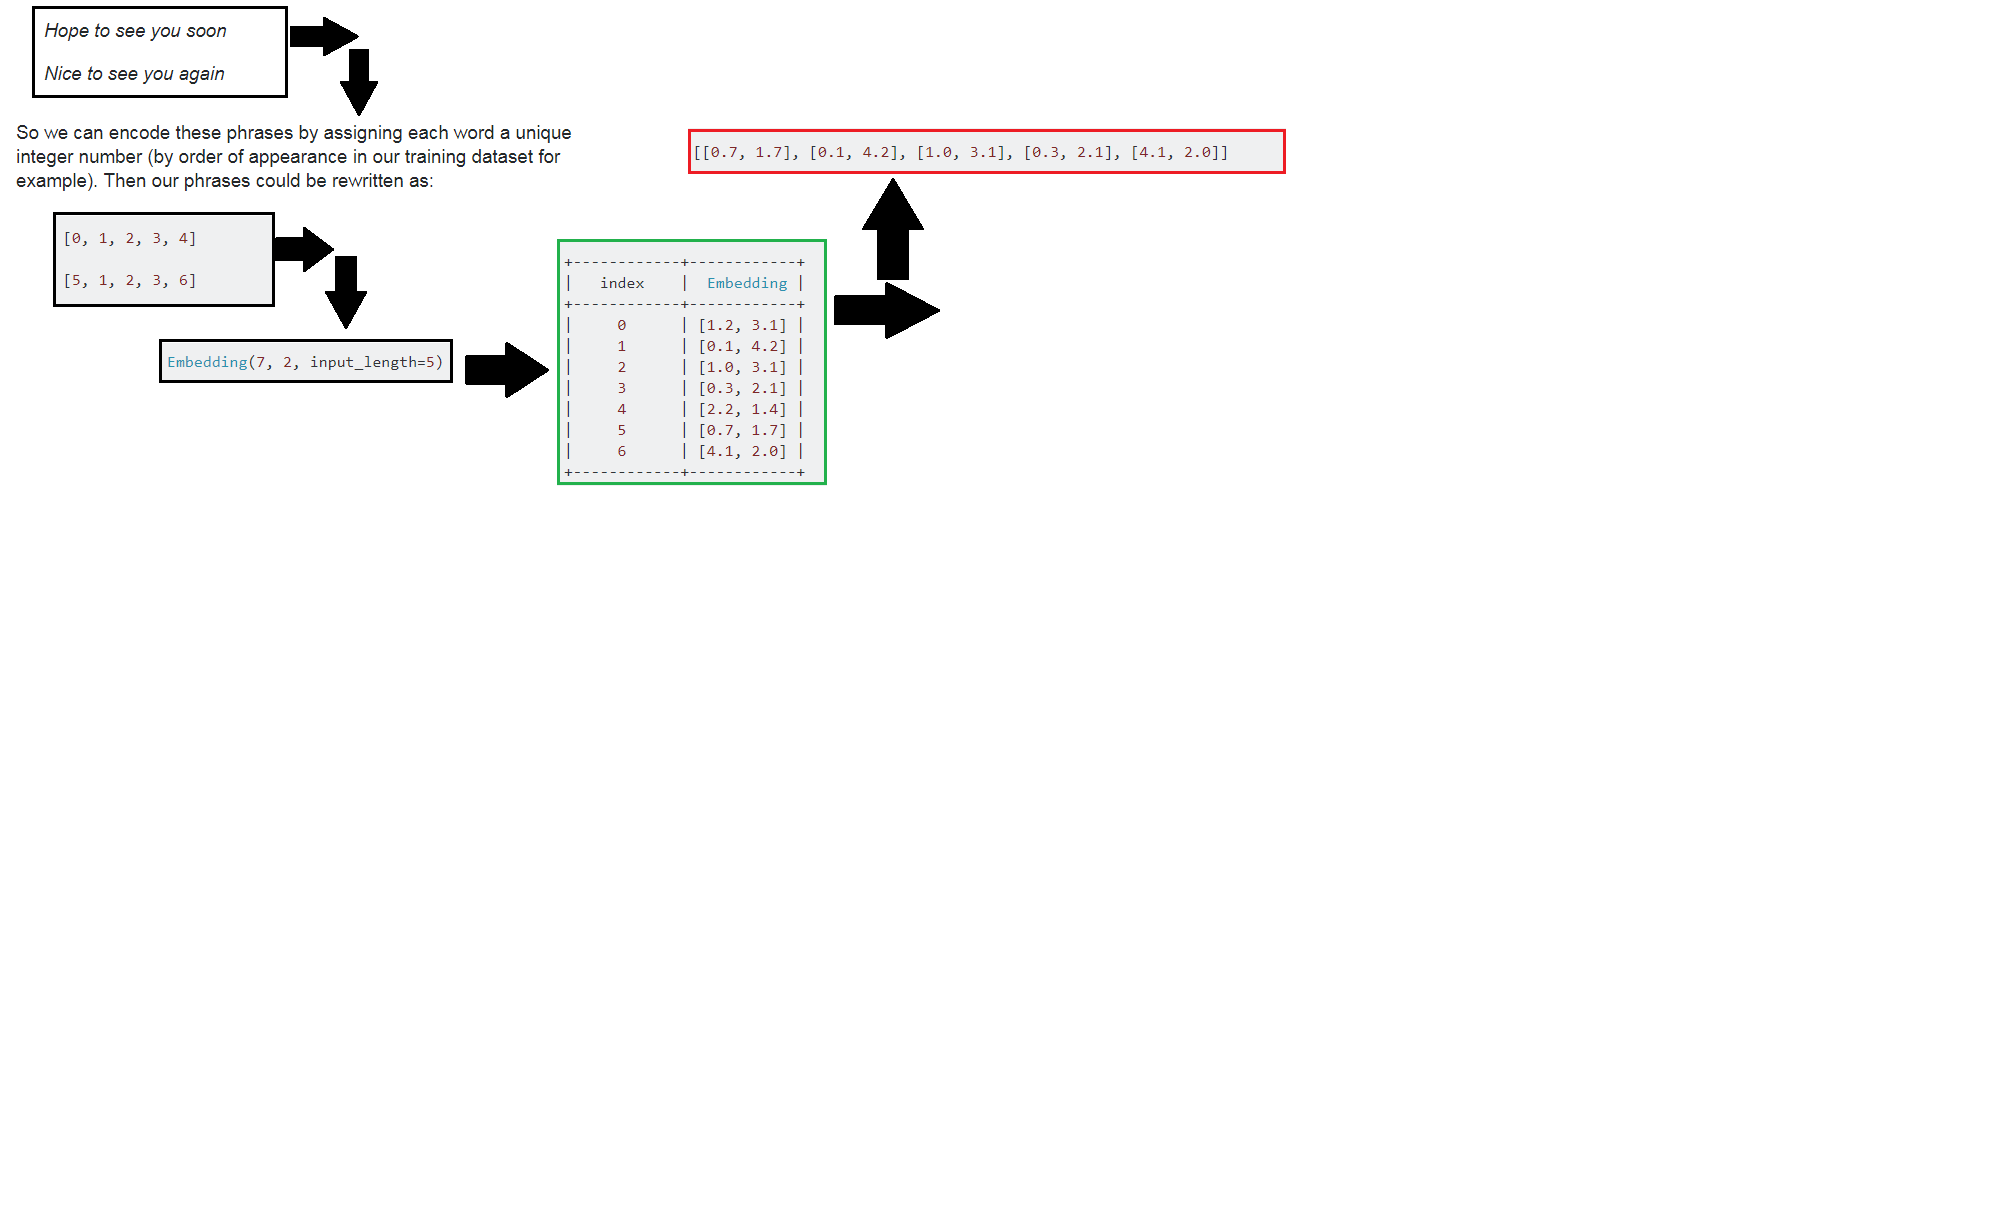 Hope to see you soon
Nice to see you again
So we can encode these phrases by assigning each word a unique
integer number (by order of appearance in our training dataset for
example). Then our phrases could be rewritten as:
[0, 1, 2, 3, 4]
[5, 1, 2, 3, 6]
Embedding(7, 2, input_length=5)
+------------+------------+
|   index    |  Embedding |
+------------+------------+
|     0      | [1.2, 3.1] |
|     1      | [0.1, 4.2] |
|     2      | [1.0, 3.1] |
|     3      | [0.3, 2.1] |
|     4      | [2.2, 1.4] |
|     5      | [0.7, 1.7] |
|     6      | [4.1, 2.0] |
+------------+------------+
[[0.7, 1.7], [0.1, 4.2], [1.0, 3.1], [0.3, 2.1], [4.1, 2.0]]